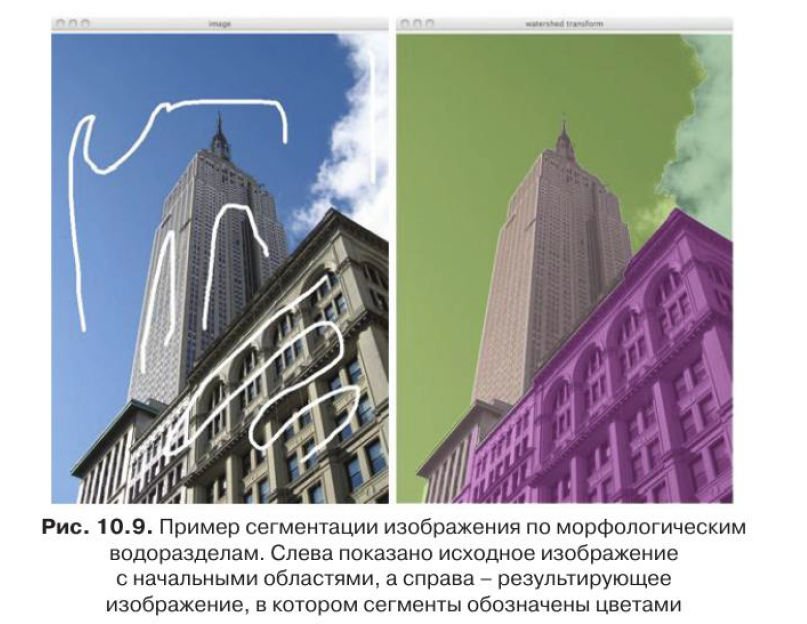 image
watershed transform
Рис. 10.9. Пример сегментации изображения по морфологическим
водоразделам. Слева показано исходное изображение
с начальными областями, а справа – результирующее
изображение, в котором сегменты обозначены цветами